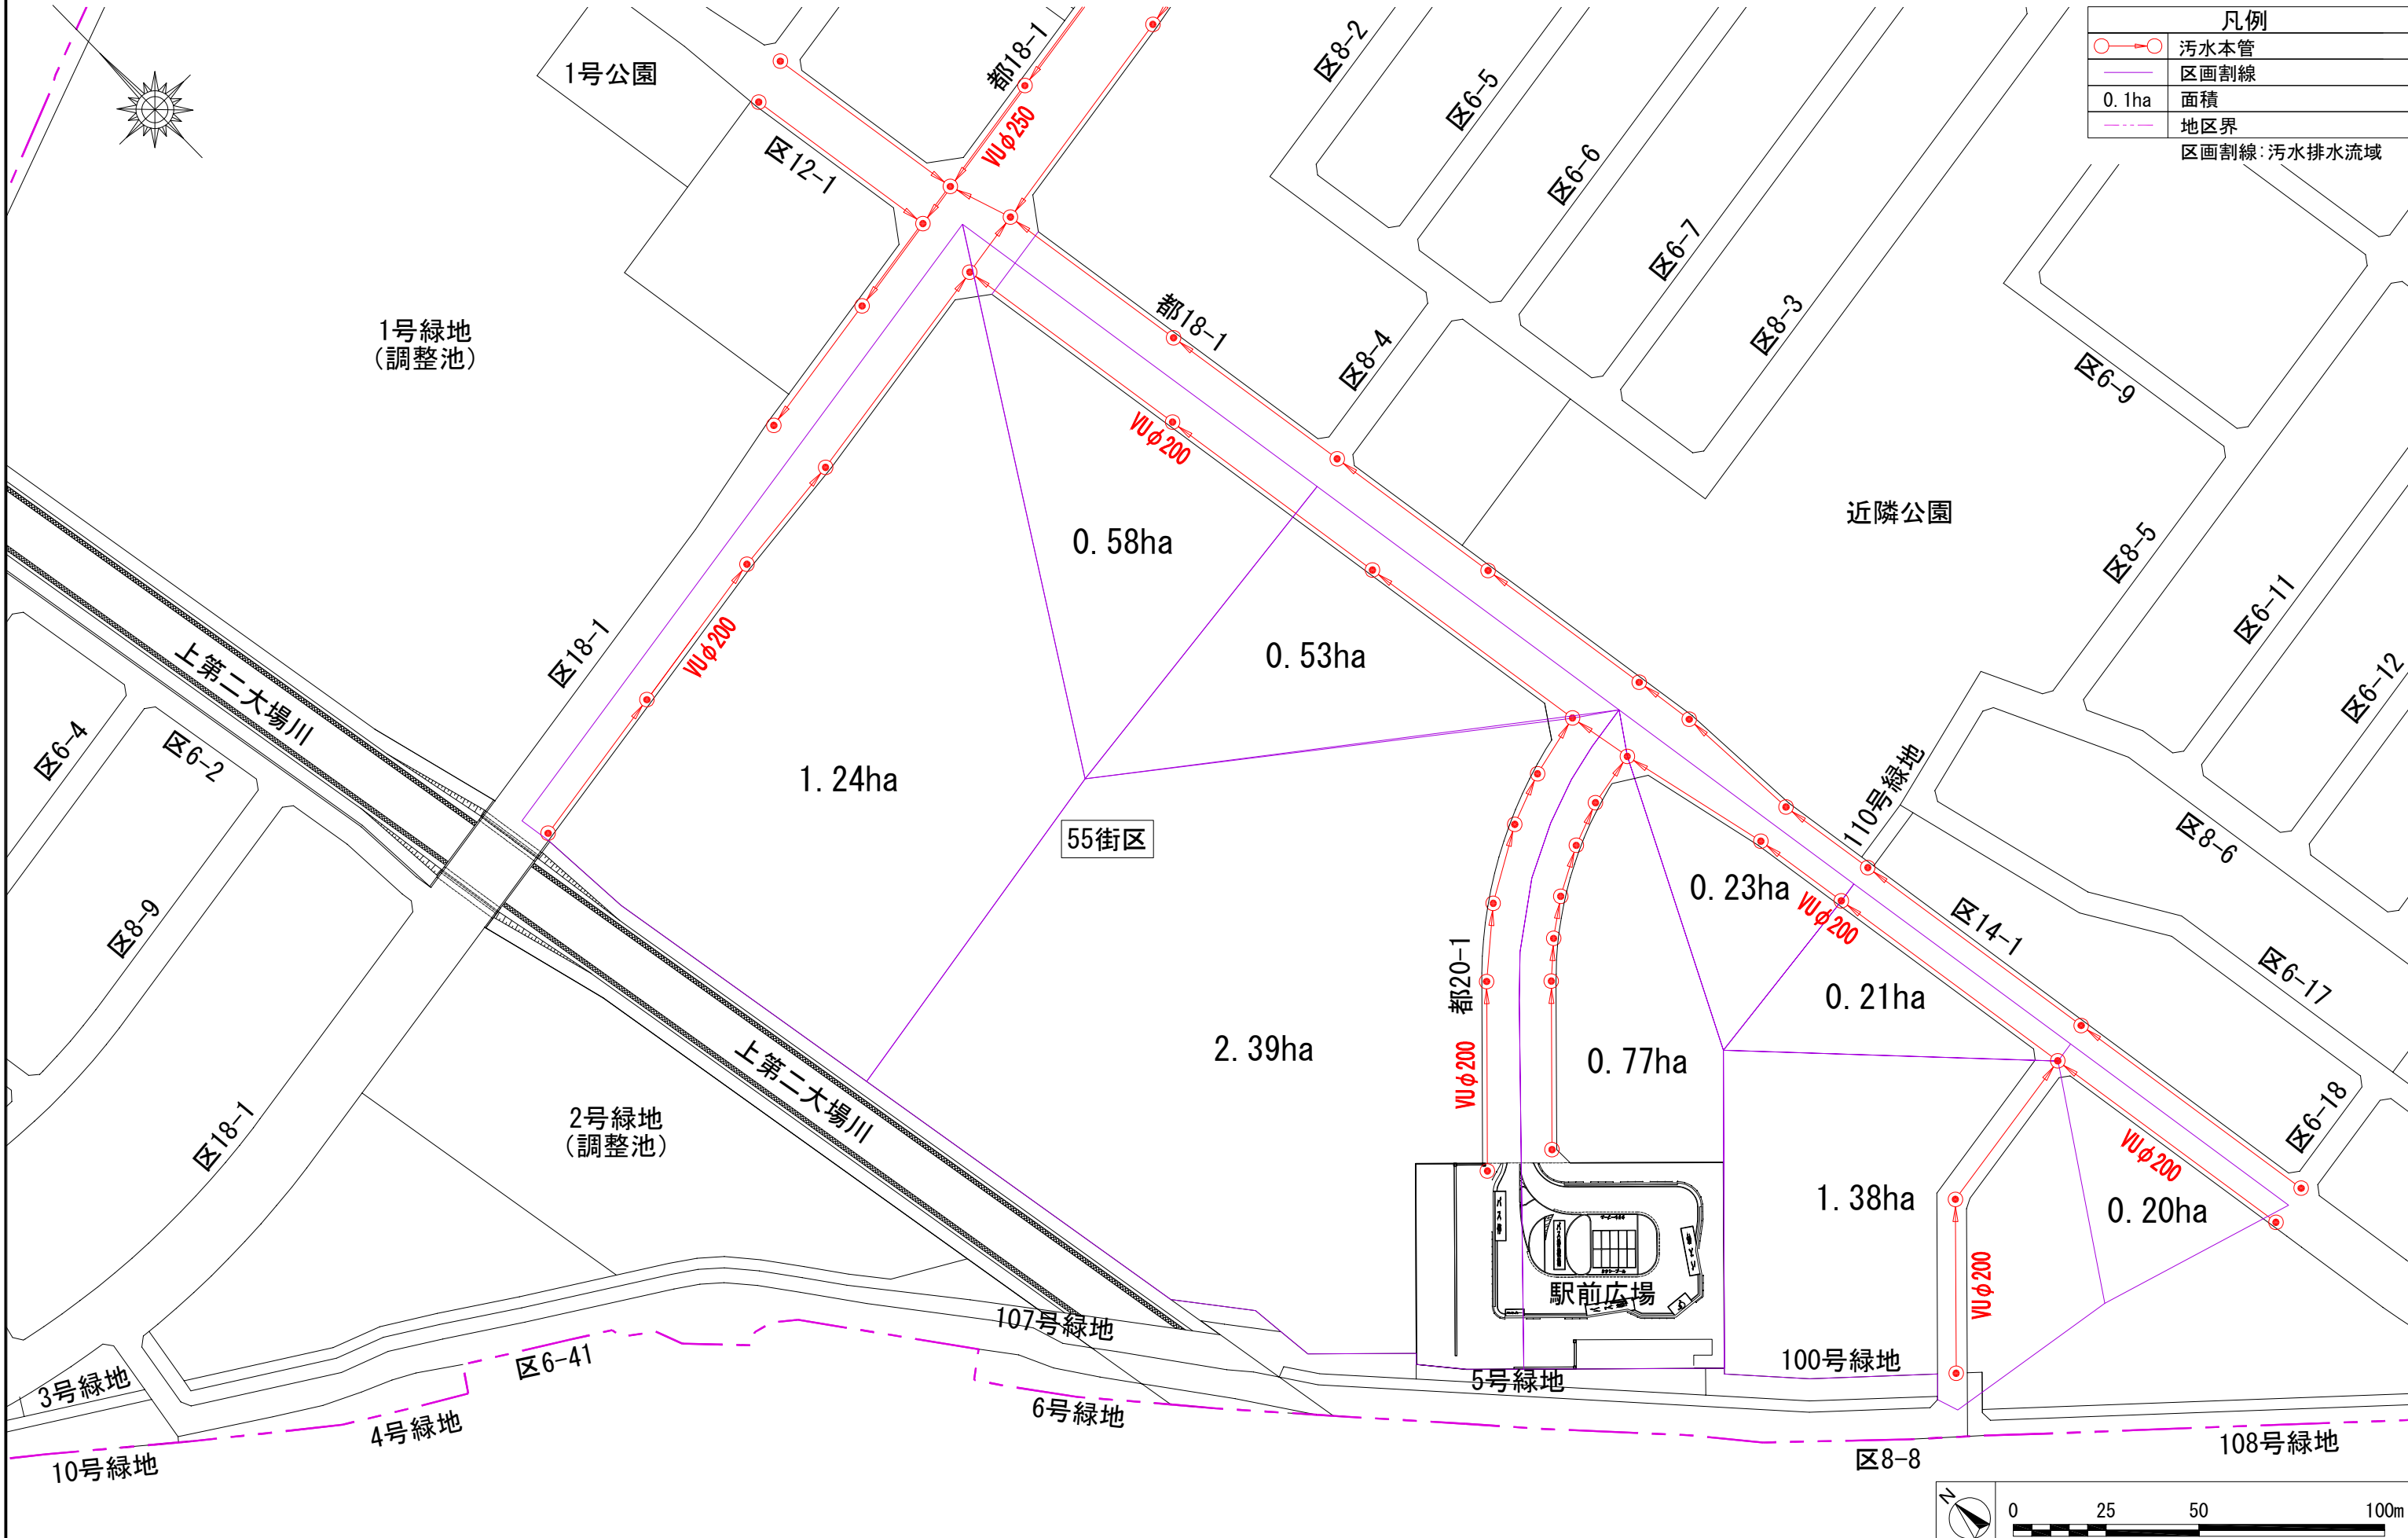 凡例
汚水本管
区画割線
0.1ha 面積
地区界
区画割線:汚水排水流域
1号公園
都18-1
区8-2
区6-5
区12-1
VUφ250
区6-6
区6-7
区8-3
都18-1
区8-4
区6-9
1号緑地
(調整池)
VUφ200
近隣公園
0.58ha
区8-5
区6-11
0.53ha
区18-1
VUφ200
区6-12
上第二大場川
区6-4
区6-2
1.24ha
55街区
110号緑地
区8-6
0.23ha
VUφ200
区14-1
区8-9
都20-1
区6-17
0.21ha
2.39ha
VUφ200
0.77ha
上第二大場川
2号緑地
(調整池)
区18-1
区6-18
VUφ200
1.38ha
0.20ha
VUφ200
駅前広場
107号緑地
区6-41
100号緑地
5号緑地
3号緑地
4号緑地
6号緑地
10号緑地
区8-8
108号緑地
N
0 25 50 100m